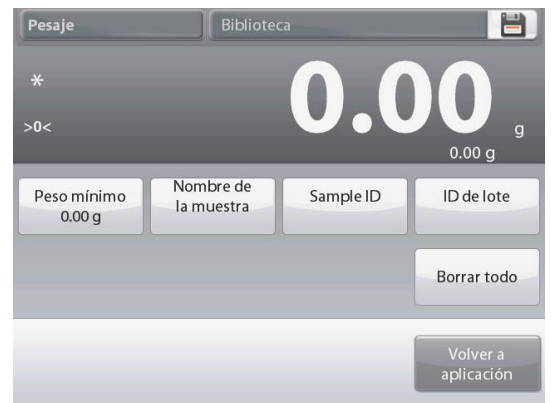 Pesaje
Biblioteca
*
0.00
>0<
g
0.00 g
Peso mínimo
0.00 g
Nombre de
la muestra
Sample ID
ID de lote
Borrar todo
Volver a
aplicación